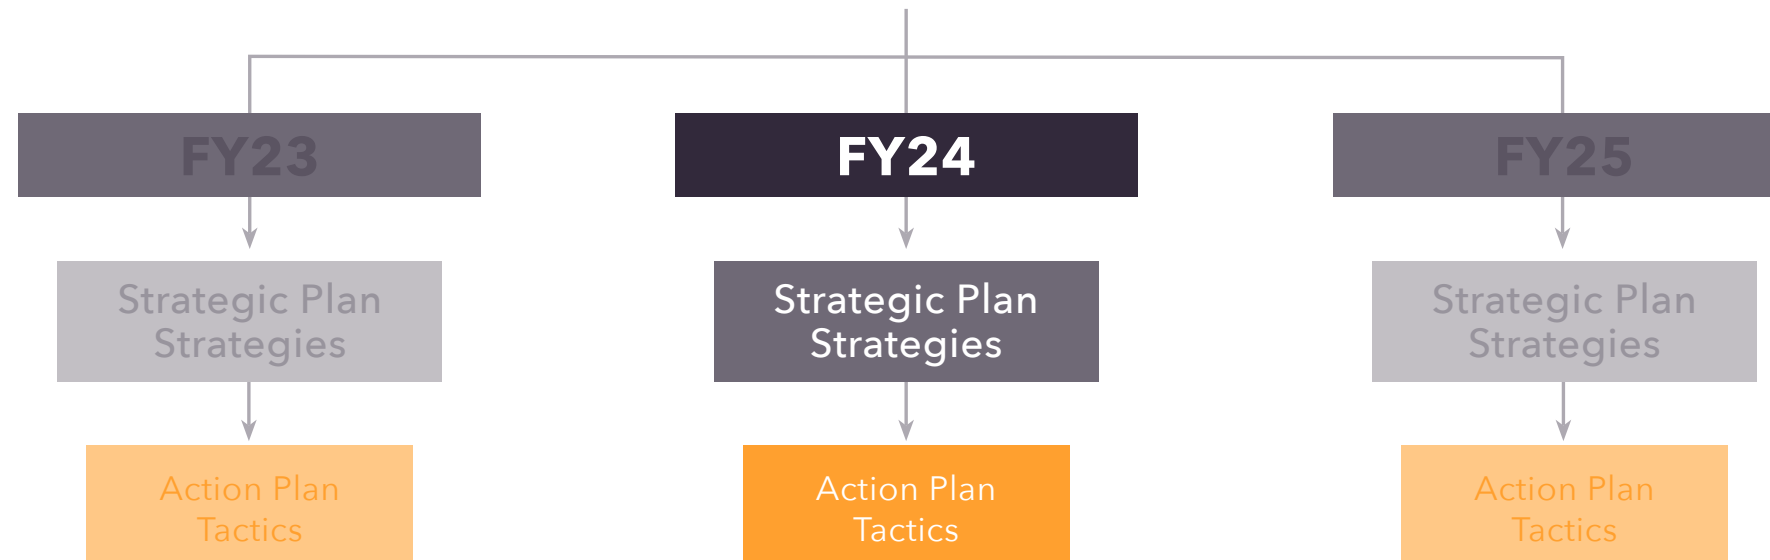 FY23
FY24
FY25
Strategic Plan
Strategies
Strategic Plan
Strategies
Strategic Plan
Strategies
Action Plan
Tactics
Action Plan
Tactics
Action Plan
Tactics